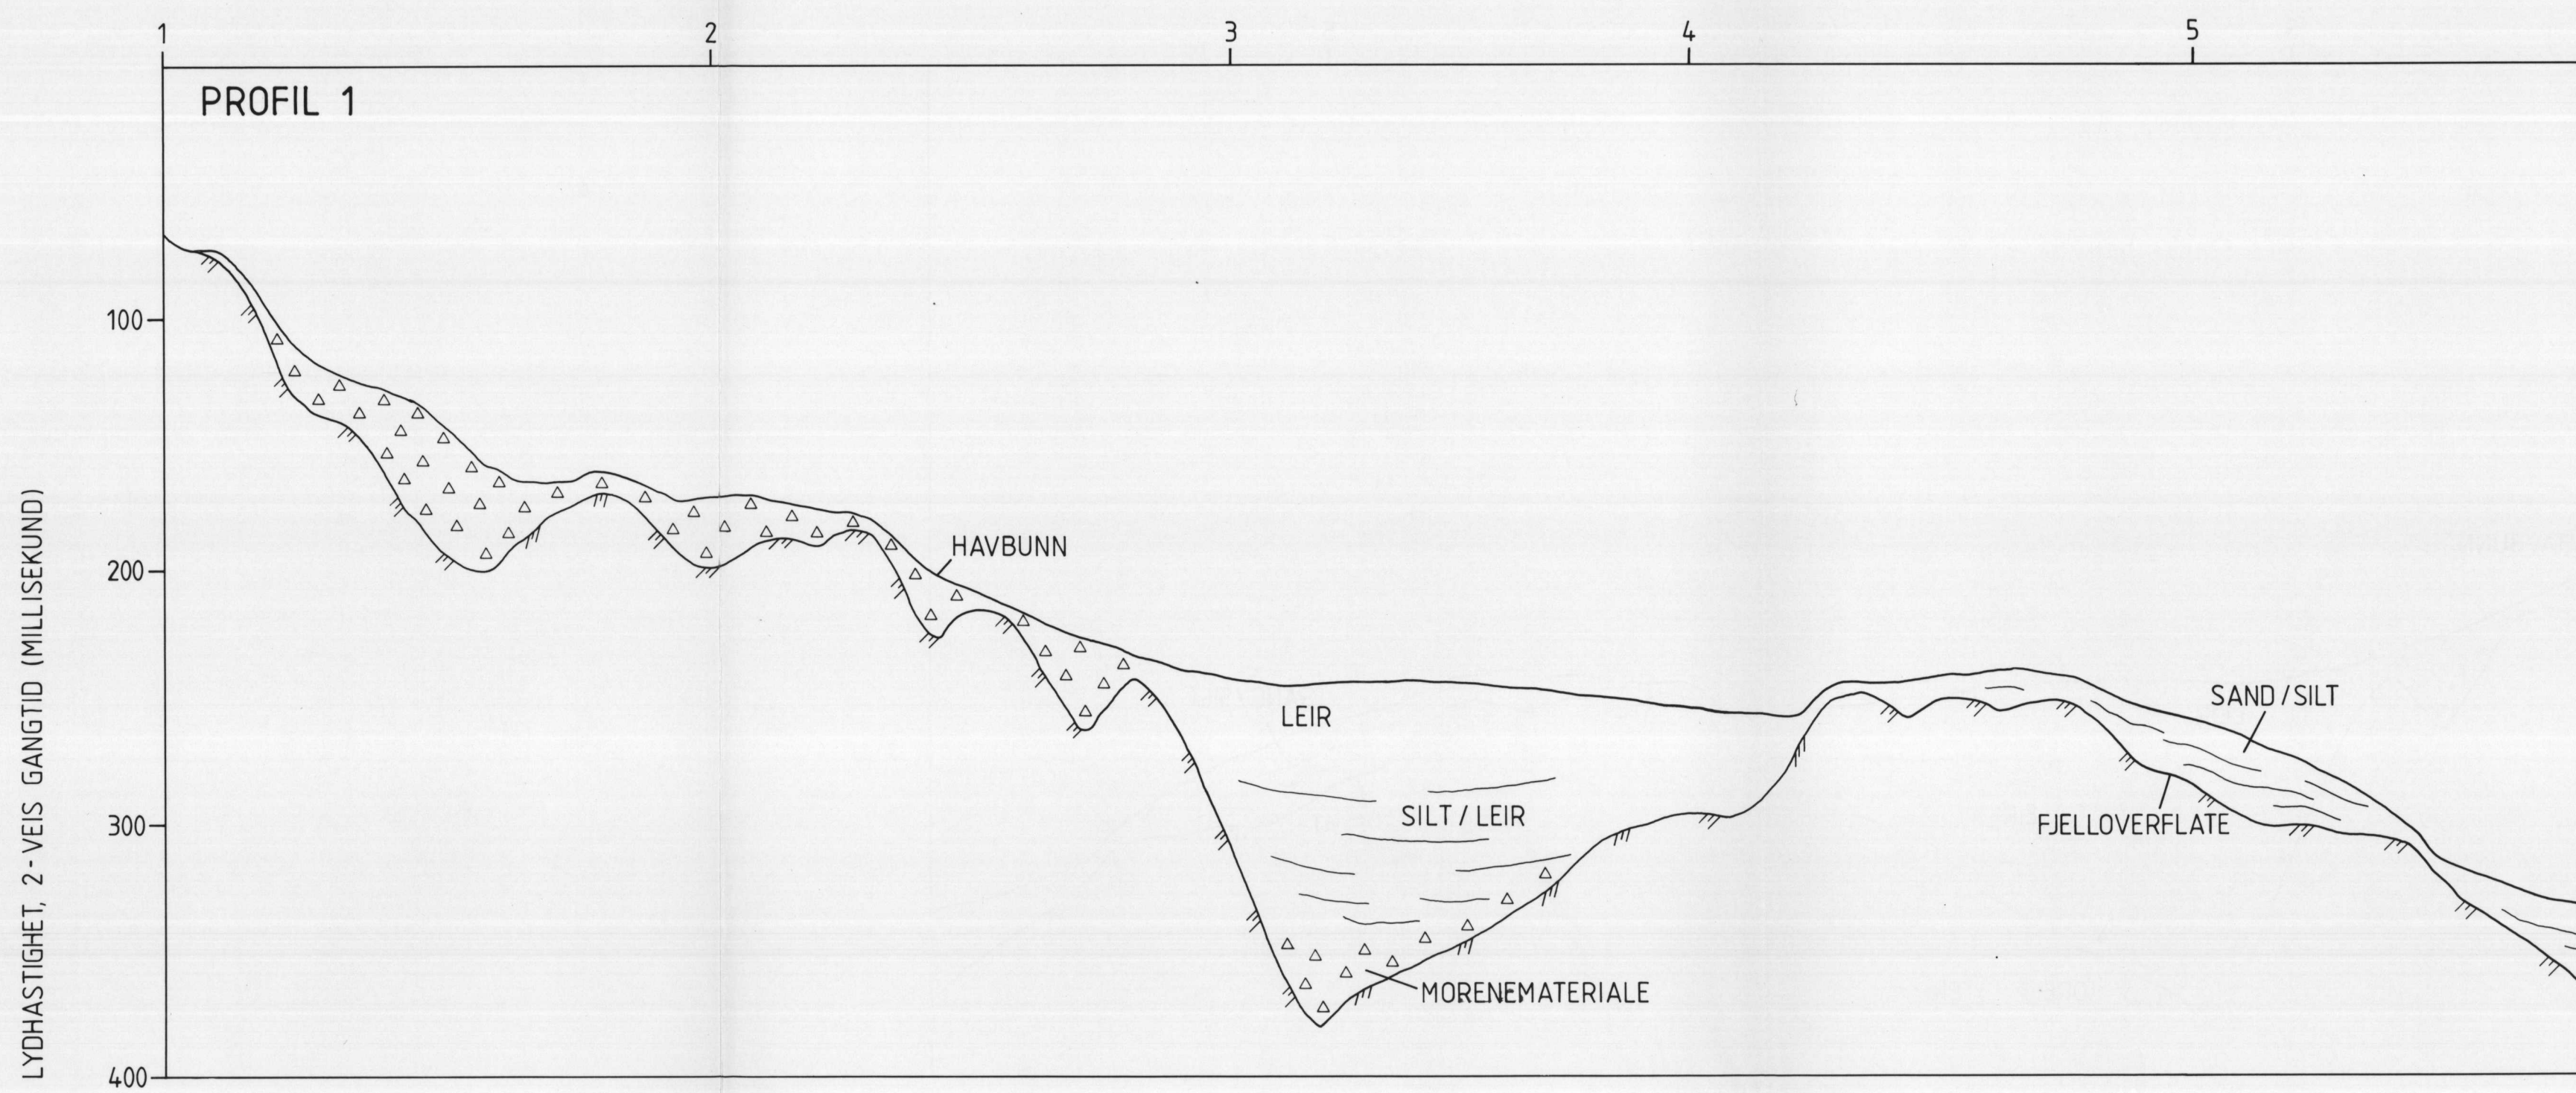 1 2 3 4 5
PROFIL 1
100
200
300
400
LYDHASTIGHET, 2-VEIS GANGTID (MILLISEKUND)
HAVBUNN
LEIR
SILT/LEIR
MORENEMATERIALE
SAND/SILT
FJELLOVERFLATE